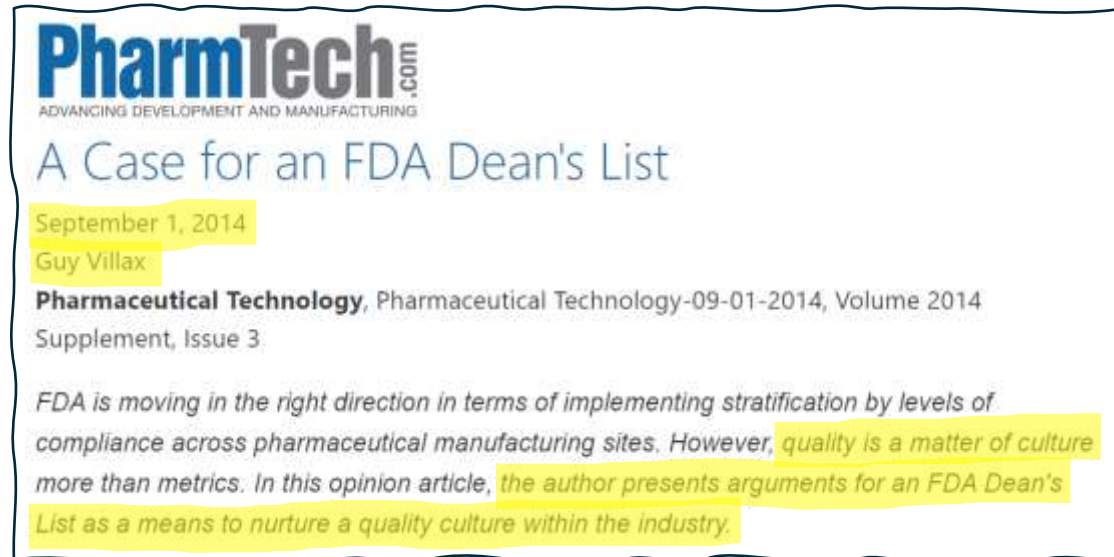 PharmTech.com
ADVANCING DEVELOPMENT AND MANUFACTURING
A Case for an FDA Dean's List
September 1, 2014
Guy Villax
Pharmaceutical Technology, Pharmaceutical Technology-09-01-2014, Volume 2014
Supplement, Issue 3
FDA is moving in the right direction in terms of implementing stratification by levels of
compliance across pharmaceutical manufacturing sites. However, quality is a matter of culture
more than metrics. In this opinion article, the author presents arguments for an FDA Dean's
List as a means to nurture a quality culture within the industry.